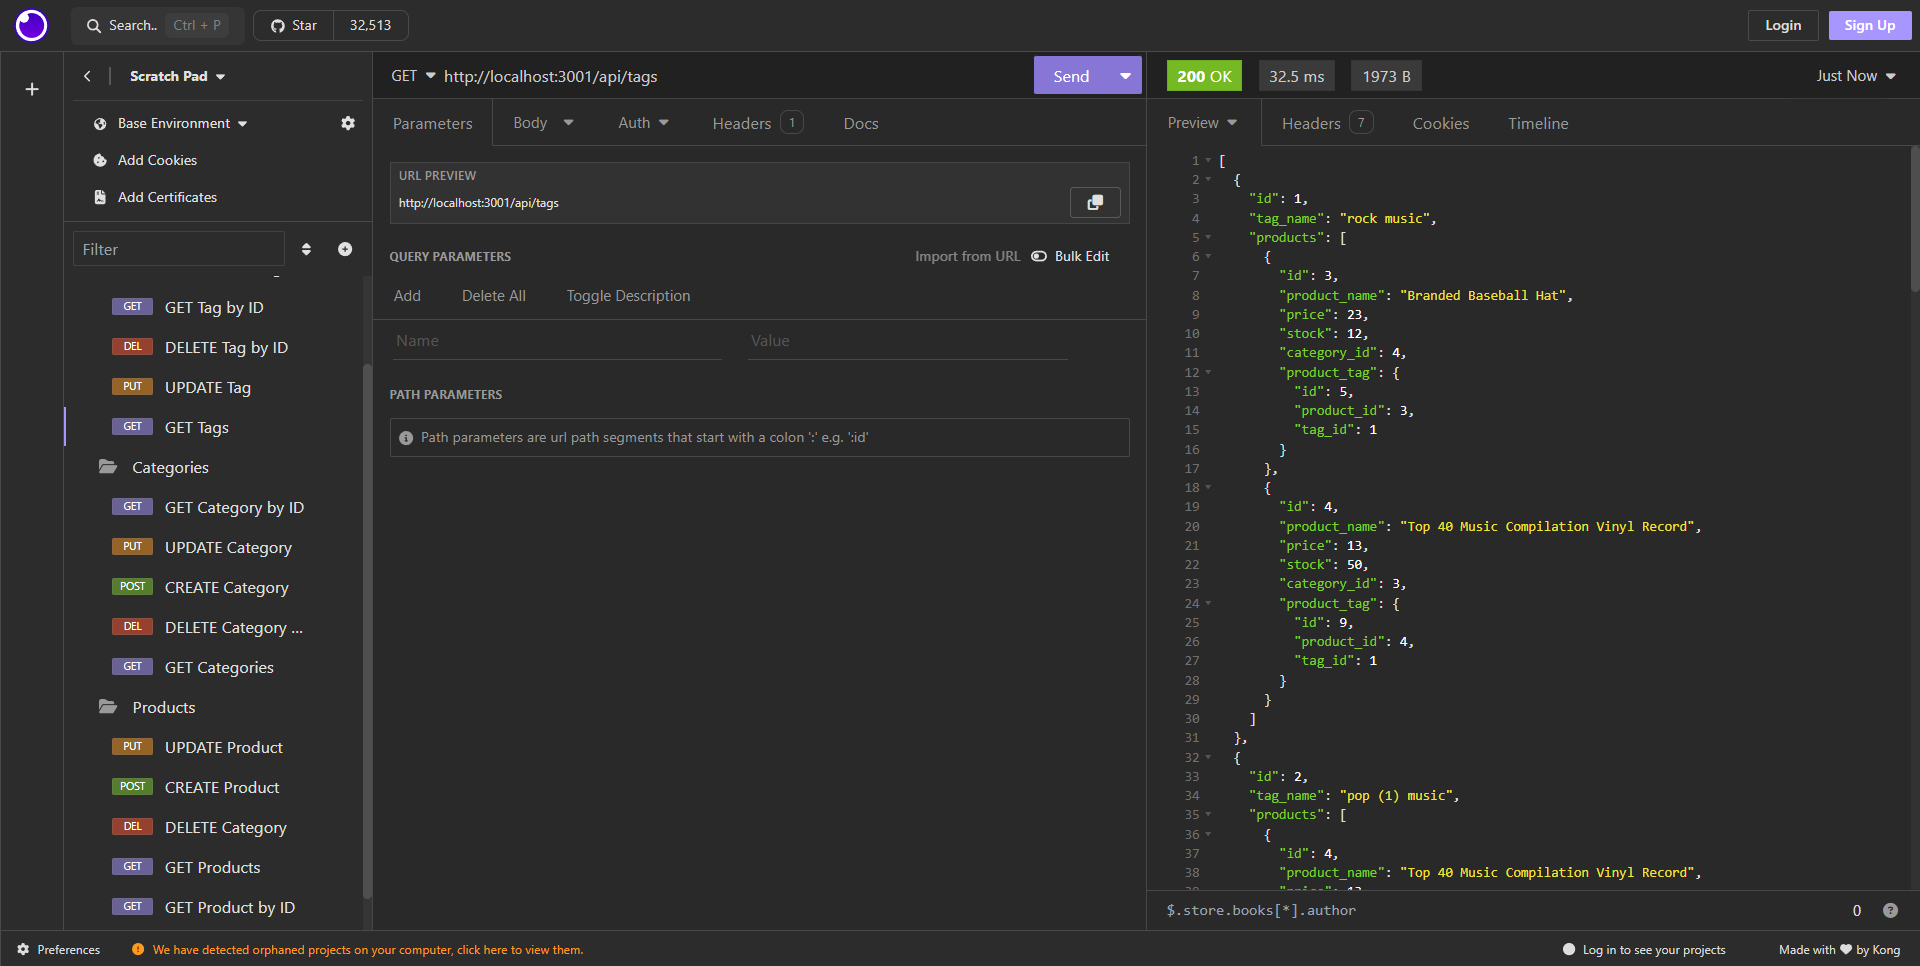 Search.. Ctrl + P Star 32,513 Login Sign Up
Scratch Pad
Base Environment
Add Cookies
Add Certificates
Filter
GET GET Tag by ID
DEL DELETE Tag by ID
PUT UPDATE Tag
GET GET Tags
Categories
GET GET Category by ID
PUT UPDATE Category
POST CREATE Category
DEL DELETE Category ...
GET GET Categories
Products
PUT UPDATE Product
POST CREATE Product
DEL DELETE Category
GET GET Products
GET GET Product by ID
GET http://localhost:3001/api/tags Send
Parameters Body Auth Headers 1 Docs
URL PREVIEW
http://localhost:3001/api/tags
QUERY PARAMETERS Import from URL Bulk Edit
Add Delete All Toggle Description
Name Value
PATH PARAMETERS
Path parameters are url path segments that start with a colon ':' e.g. ':id'
200 OK 32.5 ms 1973 B Just Now
Preview Headers 7 Cookies Timeline
1 [
2 {
3 "id": 1,
4 "tag_name": "rock music",
5 "products": [
6 {
7 "id": 3,
8 "product_name": "Branded Baseball Hat",
9 "price": 23,
10 "stock": 12,
11 "category_id": 4,
12 "product_tag": {
13 "id": 5,
14 "product_id": 3,
15 "tag_id": 1
16 }
17 },
18 {
19 "id": 4,
20 "product_name": "Top 40 Music Compilation Vinyl Record",
21 "price": 13,
22 "stock": 50,
23 "category_id": 3,
24 "product_tag": {
25 "id": 9,
26 "product_id": 4,
27 "tag_id": 1
28 }
29 }
30 ]
31 },
32 {
33 "id": 2,
34 "tag_name": "pop (1) music",
35 "products": [
36 {
37 "id": 4,
38 "product_name": "Top 40 Music Compilation Vinyl Record",
$.store.books[*].author 0
Preferences We have detected orphaned projects on your computer, click here to view them. Log in to see your projects Made with ❤ by Kong